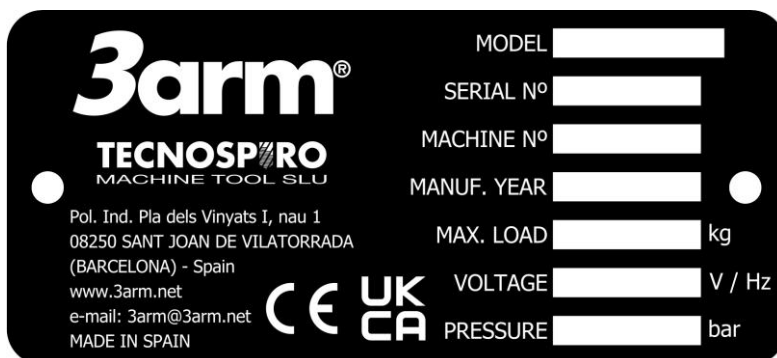 3arm®
TECNOSPIRO
MACHINE TOOL SLU
Pol. Ind. Pla dels Vinyats I, nau 1
08250 SANT JOAN DE VILATORRADA
(BARCELONA) - Spain
www.3arm.net
e-mail: 3arm@3arm.net
MADE IN SPAIN
CE
UK
CA
MODEL
SERIAL Nº
MACHINE Nº
MANUF. YEAR
MAX. LOAD kg
VOLTAGE V / Hz
PRESSURE bar